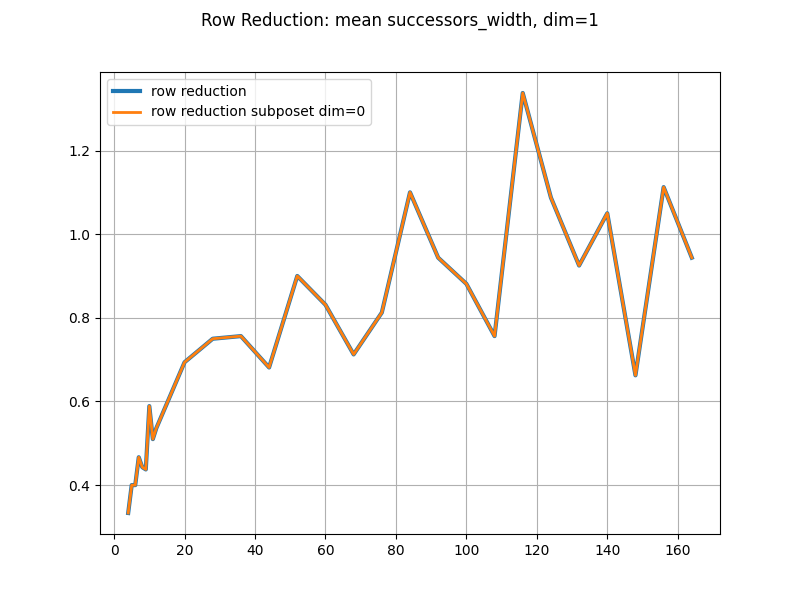 Row Reduction: mean successors_width, dim=1
row reduction
row reduction subposet dim=0
1.2
1.0
0.8
0.6
0.4
0 20 40 60 80 100 120 140 160